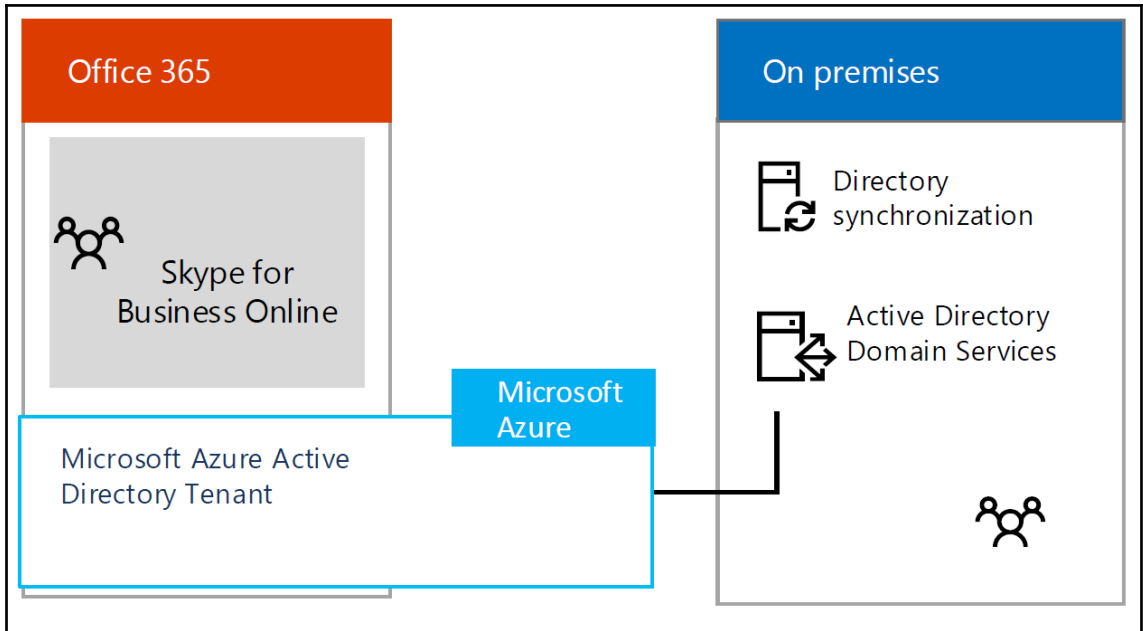 Office 365
Skype for
Business Online
Microsoft
Azure
Microsoft Azure Active
Directory Tenant
On premises
Directory
synchronization
Active Directory
Domain Services